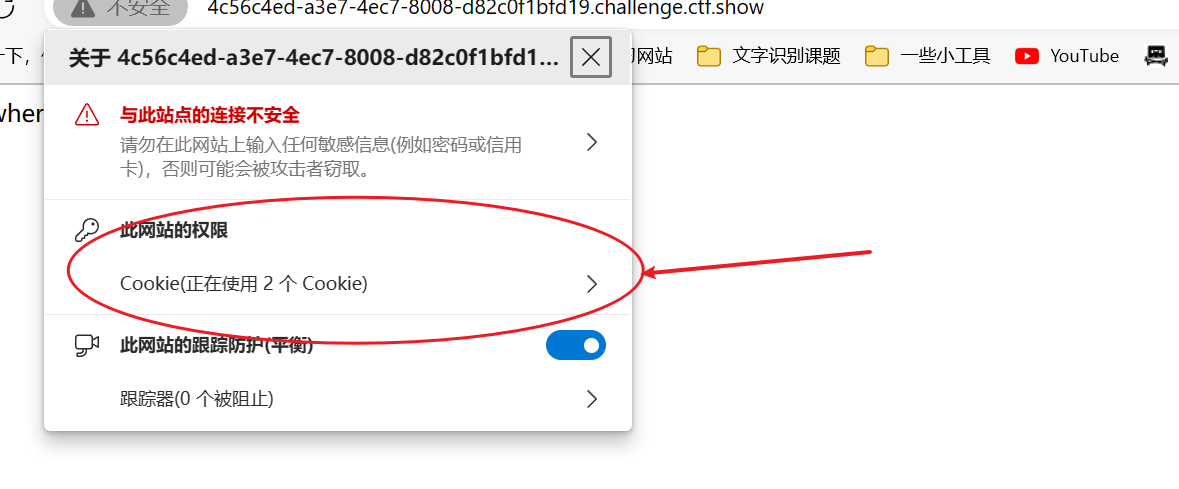 不安全 4c56c4ed-a3e7-4ec7-8008-d82c0f1bfd19.challenge.ctf.show
关于 4c56c4ed-a3e7-4ec7-8008-d82c0f1bfd1...
一下, 网站 文字识别课题 一些小工具 YouTube
与此站点的连接不安全
请勿在此网站上输入任何敏感信息(例如密码或信用
卡)，否则可能会被攻击者窃取。
此网站的权限
Cookie(正在使用 2 个 Cookie)
此网站的跟踪防护(平衡)
跟踪器(0 个被阻止)